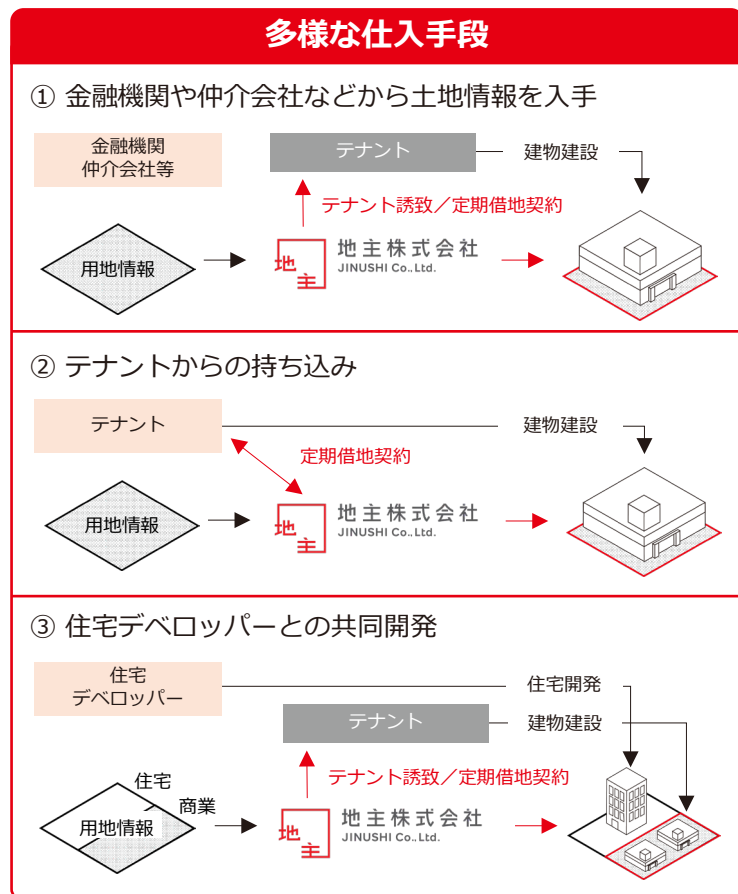 多様な仕入手段
① 金融機関や仲介会社などから土地情報を入手
金融機関
仲介会社等
テナント
建物建設
テナント誘致／定期借地契約
用地情報
地主
地主株式会社
JINUSHI Co.,Ltd.
② テナントからの持ち込み
テナント
建物建設
定期借地契約
用地情報
地主
地主株式会社
JINUSHI Co.,Ltd.
③ 住宅デベロッパーとの共同開発
住宅
デベロッパー
住宅開発
テナント
建物建設
テナント誘致／定期借地契約
住宅
商業
用地情報
地主
地主株式会社
JINUSHI Co.,Ltd.